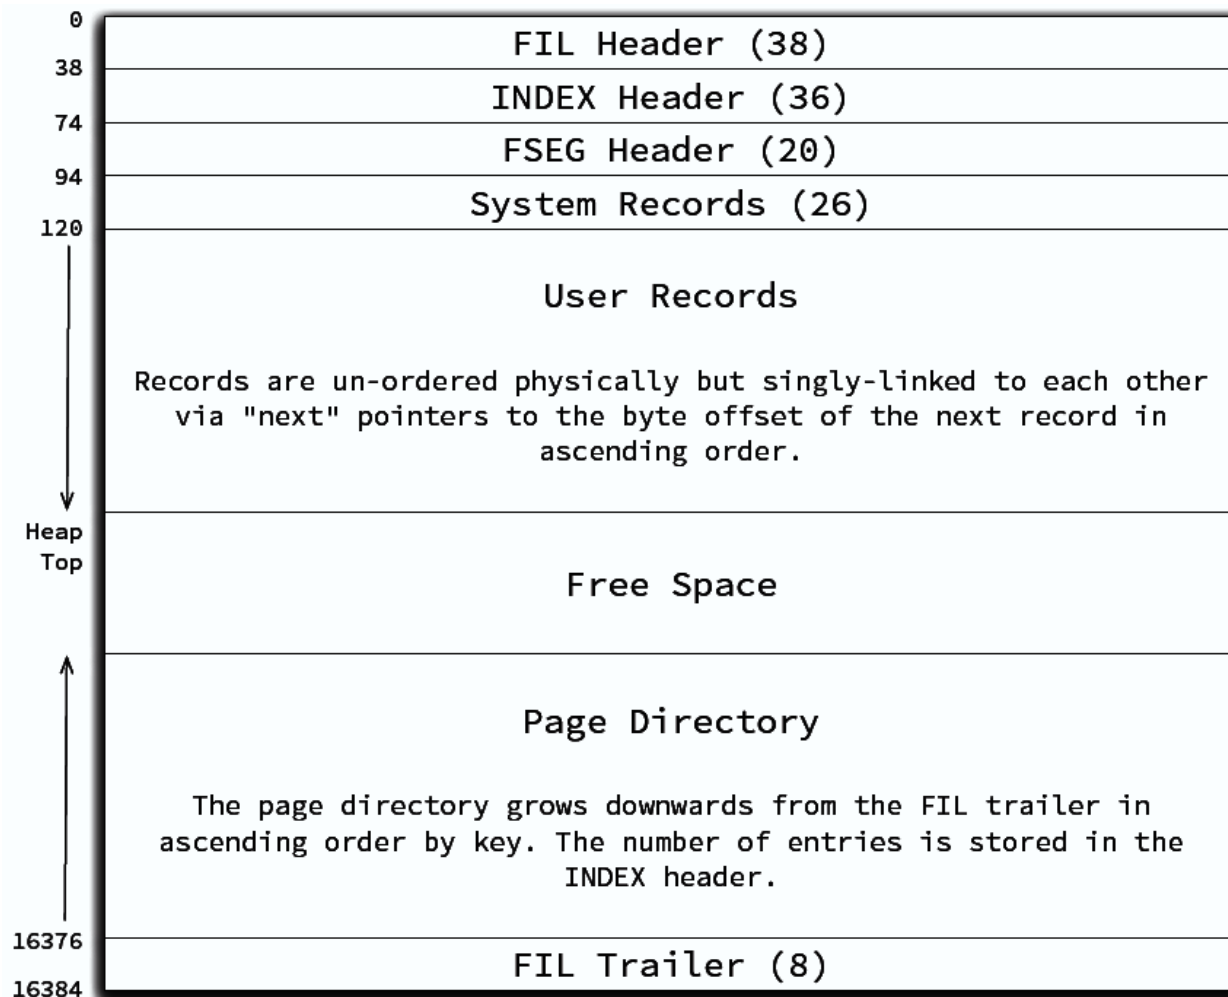 0
FIL Header (38)
38
INDEX Header (36)
74
FSEG Header (20)
94
System Records (26)
120
User Records
Records are un-ordered physically but singly-linked to each other
via "next" pointers to the byte offset of the next record in
ascending order.
Heap
Top
Free Space
Page Directory
The page directory grows downwards from the FIL trailer in
ascending order by key. The number of entries is stored in the
INDEX header.
16376
FIL Trailer (8)
16384